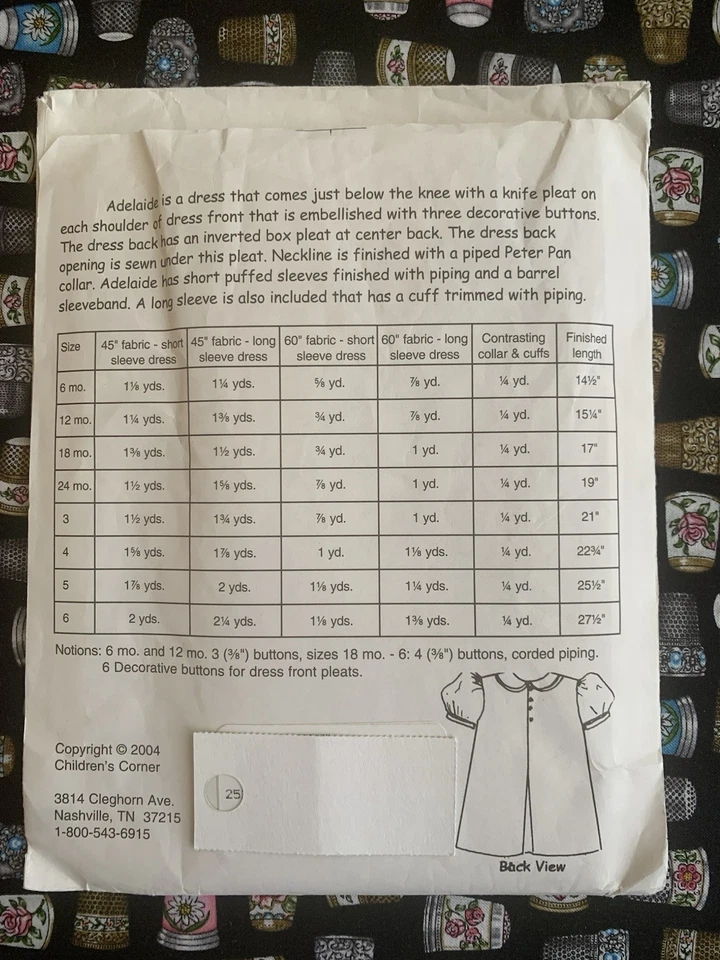 Adelaide is a dress that comes just below the knee with a knife pleat on
each shoulder of dress front that is embellished with three decorative buttons.
The dress back has an inverted box pleat at center back. The dress back
opening is sewn under this pleat. Neckline is finished with a piped Peter Pan
collar. Adelaide has short puffed sleeves finished with piping and a barrel
sleeveband. A long sleeve is also included that has a cuff trimmed with piping.
Size 45" fabric - short sleeve dress 45" fabric - long sleeve dress 60" fabric - short sleeve dress 60" fabric - long sleeve dress Contrasting collar & cuffs Finished length
6 mo. 1⅛ yds. 1¼ yds. ⅝ yd. ⅞ yd. ¼ yd. 14½"
12 mo. 1¼ yds. 1⅜ yds. ¾ yd. ⅞ yd. ¼ yd. 15¼"
18 mo. 1⅜ yds. 1½ yds. ¾ yd. 1 yd. ¼ yd. 17"
24 mo. 1½ yds. 1⅝ yds. ⅞ yd. 1 yd. ¼ yd. 19"
3 1½ yds. 1¾ yds. ⅞ yd. 1 yd. ¼ yd. 21"
4 1⅝ yds. 1⅞ yds. 1 yd. 1⅛ yds. ¼ yd. 22¾"
5 1⅞ yds. 2 yds. 1⅛ yds. 1¼ yds. ¼ yd. 25½"
6 2 yds. 2¼ yds. 1⅛ yds. 1⅜ yds. ¼ yd. 27½"
Notions: 6 mo. and 12 mo. 3 (⅜") buttons, sizes 18 mo. - 6: 4 (⅜") buttons, corded piping.
6 Decorative buttons for dress front pleats.
Copyright © 2004
Children's Corner
3814 Cleghorn Ave.
Nashville, TN 37215
1-800-543-6915
25
Back View